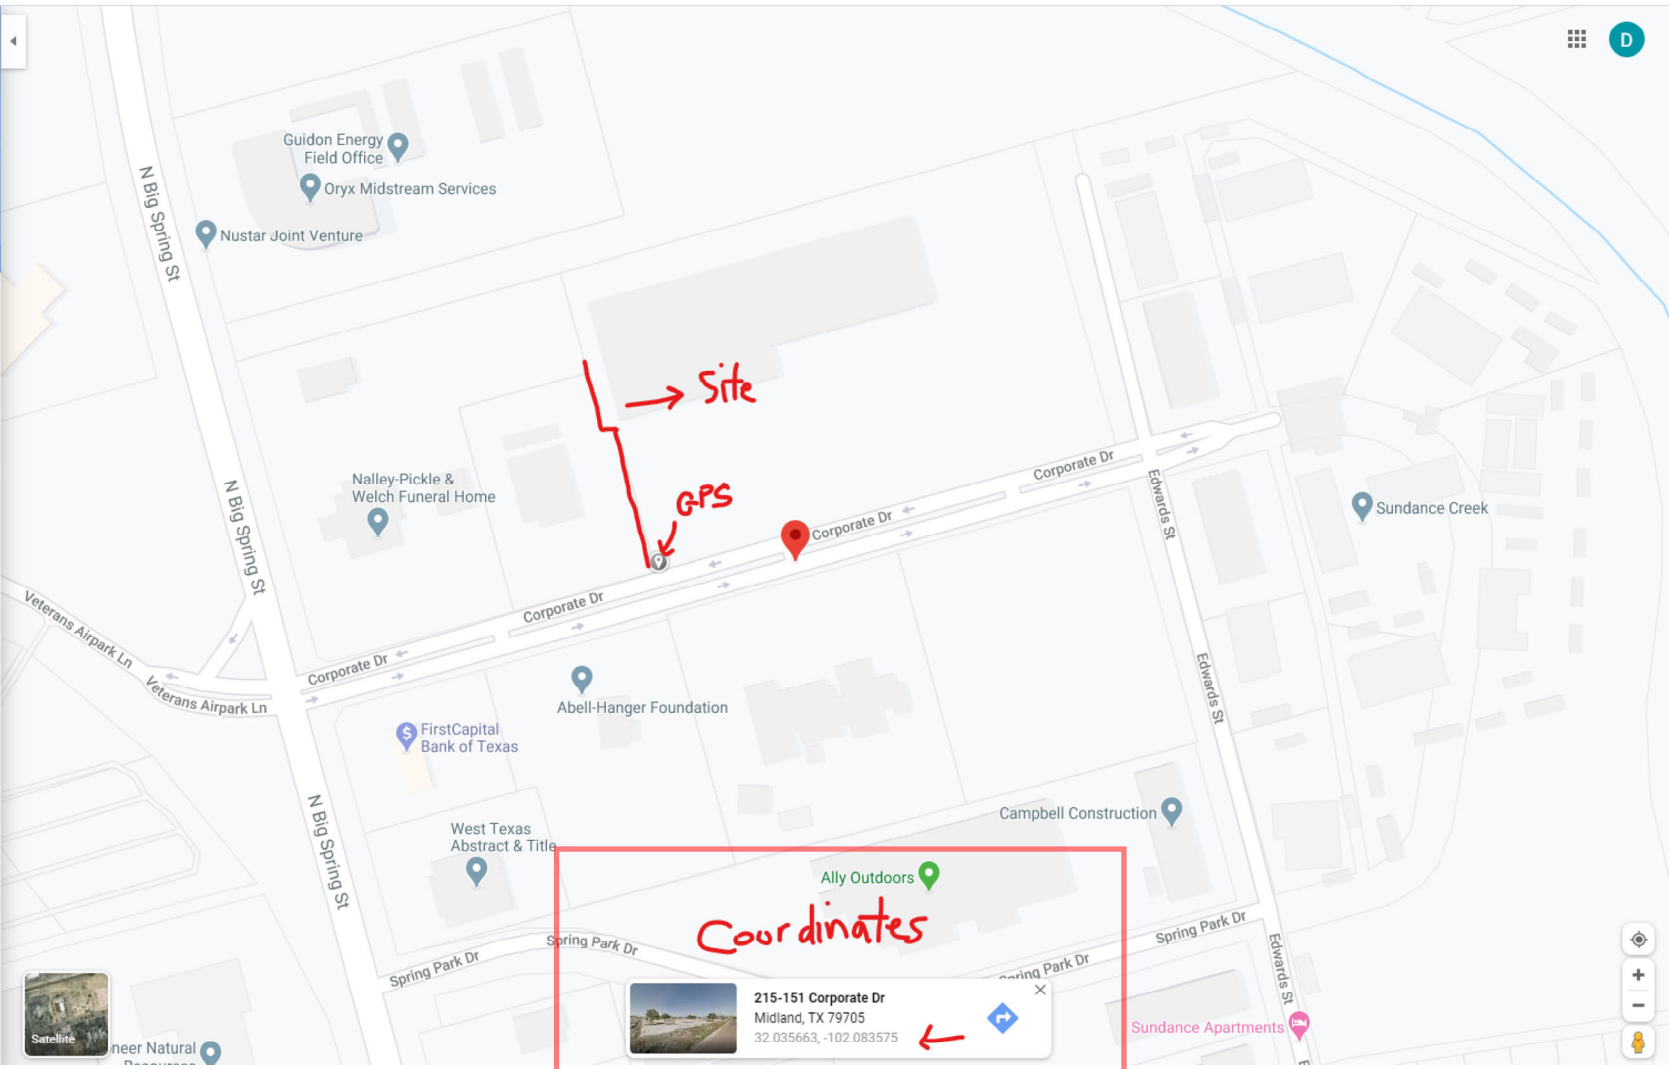 D
Guidon Energy
Field Office
Oryx Midstream Services
Nustar Joint Venture
N Big Spring St
Site
GPS
Nalley-Pickle &
Welch Funeral Home
N Big Spring St
Corporate Dr
Corporate Dr
Edwards St
Sundance Creek
Corporate Dr
Veterans Airpark Ln
Corporate Dr
Veterans Airpark Ln
Edwards St
Abell-Hanger Foundation
$
FirstCapital
Bank of Texas
N Big Spring St
West Texas
Abstract & Title
Campbell Construction
Ally Outdoors
Coordinates
Spring Park Dr
Spring Park Dr
Spring Park Dr
pring Park Dr
Edwards St
215-151 Corporate Dr
Midland, TX 79705
32.035663, -102.083575
Sundance Apartments
Satellite
neer Natural